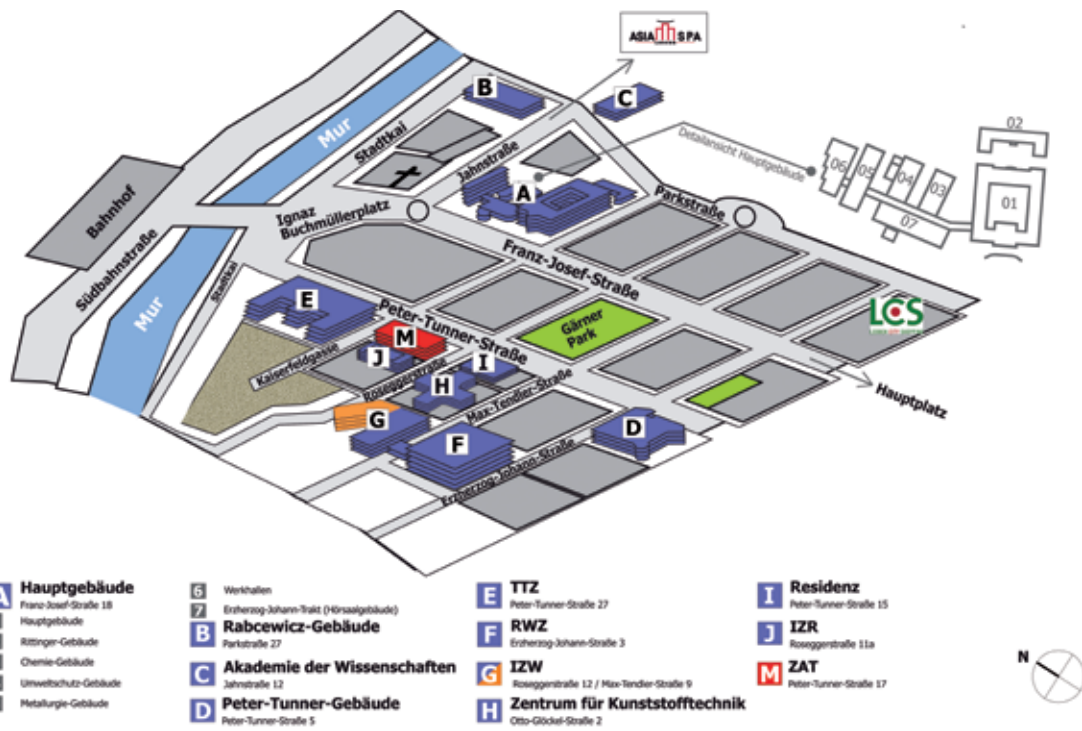 ASIA SPA
B
C
Mur
Stadtkai
Jahnstraße
A
Detailansicht Hauptgebäude
02
06
05
04
03
01
07
Bahnhof
Ignaz
Buchmüllerplatz
Parkstraße
Südbahnstraße
Franz-Josef-Straße
Stadtkai
Mur
E
Peter-Tunner-Straße
M
Gärner
Park
LCS
J
I
Kaiserfeldgasse
Roseggerstraße
H
Max-Tendler-Straße
Hauptplatz
G
F
D
Erzherzog-Johann-Straße
A Hauptgebäude
Franz-Josef-Straße 18
Hauptgebäude
Rittinger-Gebäude
Chemie-Gebäude
Umweltschutz-Gebäude
Metallurgie-Gebäude
6 Werkhallen
7 Erzherzog-Johann-Trakt (Hörsaalgebäude)
B Rabcewicz-Gebäude
Parkstraße 27
C Akademie der Wissenschaften
Jahnstraße 12
D Peter-Tunner-Gebäude
Peter-Tunner-Straße 5
E TTZ
Peter-Tunner-Straße 27
F RWZ
Erzherzog-Johann-Straße 3
G IZW
Roseggerstraße 12 / Max-Tendler-Straße 9
H Zentrum für Kunststofftechnik
Otto-Glöckel-Straße 2
I Residenz
Peter-Tunner-Straße 15
J IZR
Roseggerstraße 11a
M ZAT
Peter-Tunner-Straße 17
N